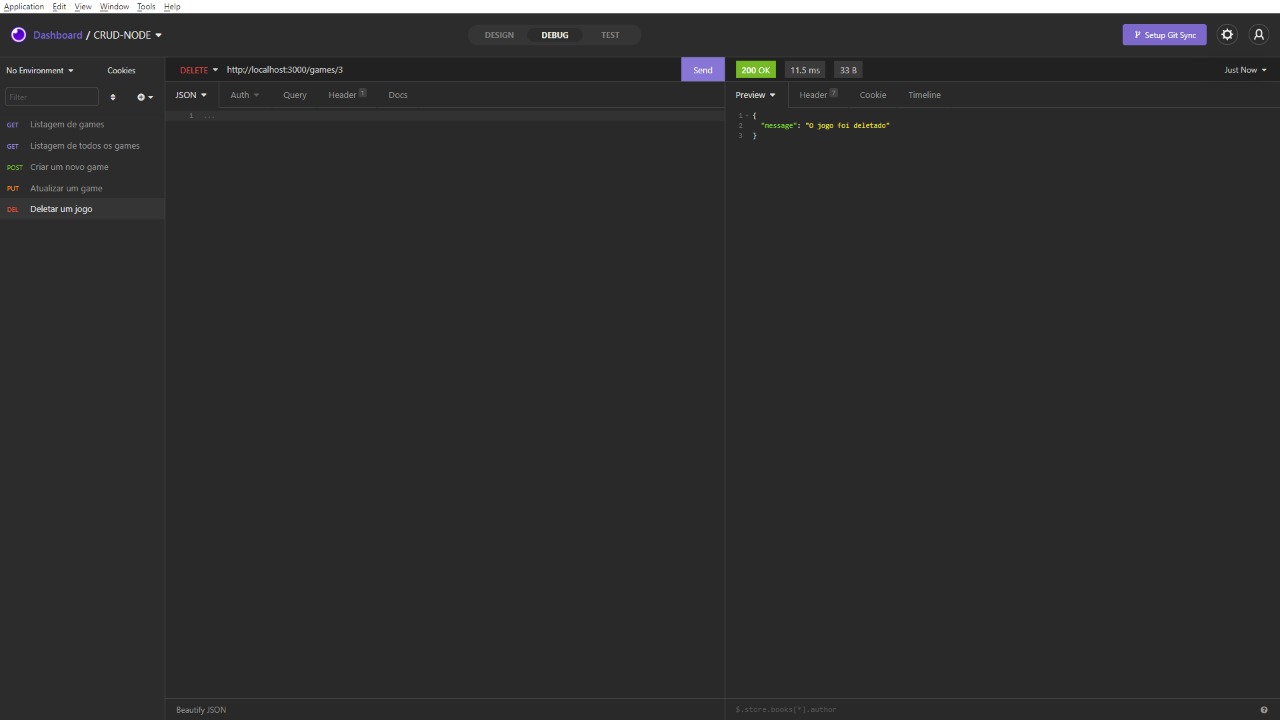 Application Edit View Window Tools Help
Dashboard / CRUD-NODE
DESIGN DEBUG TEST
Setup Git Sync
No Environment Cookies
DELETE http://localhost:3000/games/3 Send
200 OK 11.5 ms 33 B
Just Now
Filter
JSON Auth Query Header 1 Docs
Preview Header 7 Cookie Timeline
GET Listagem de games
GET Listagem de todos os games
POST Criar um novo game
PUT Atualizar um game
DEL Deletar um jogo
1 ...
1 {
2 "message": "O jogo foi deletado"
3 }
Beautify JSON
$.store.books[*].author